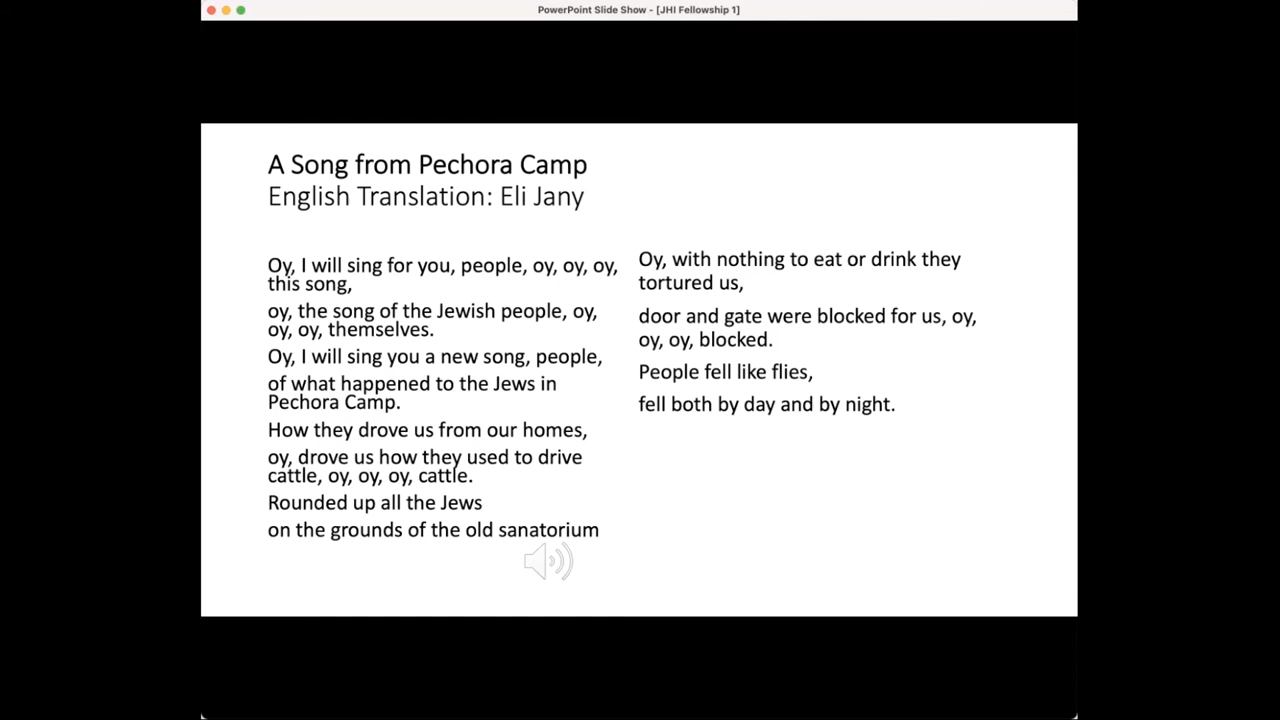 PowerPoint Slide Show - [JHI Fellowship 1]
A Song from Pechora Camp
English Translation: Eli Jany
Oy, I will sing for you, people, oy, oy, oy,
this song,
oy, the song of the Jewish people, oy,
oy, oy, themselves.
Oy, I will sing you a new song, people,
of what happened to the Jews in
Pechora Camp.
How they drove us from our homes,
oy, drove us how they used to drive
cattle, oy, oy, oy, cattle.
Rounded up all the Jews
on the grounds of the old sanatorium
Oy, with nothing to eat or drink they
tortured us,
door and gate were blocked for us, oy,
oy, oy, blocked.
People fell like flies,
fell both by day and by night.